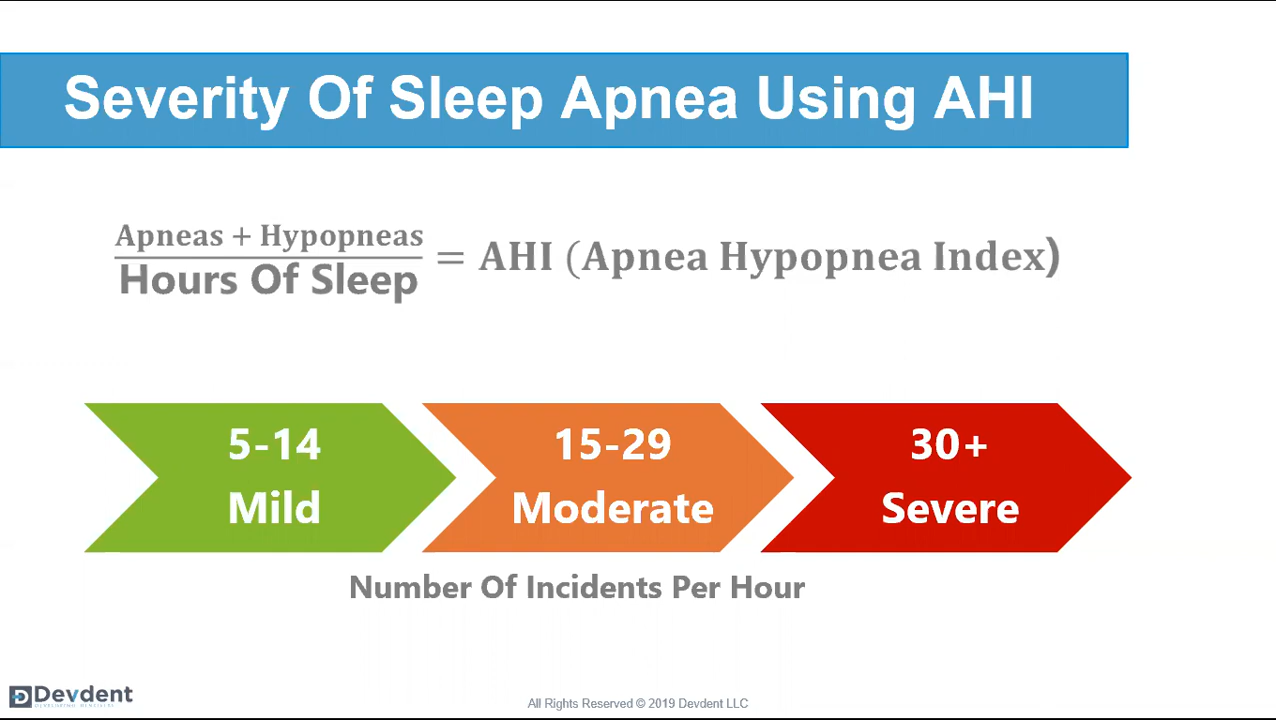 Severity Of Sleep Apnea Using AHI
Apneas + Hypopneas
Hours Of Sleep
= AHI (Apnea Hypopnea Index)
5-14
Mild
15-29
Moderate
30+
Severe
Number Of Incidents Per Hour
Devdent
All Rights Reserved © 2019 Devdent LLC